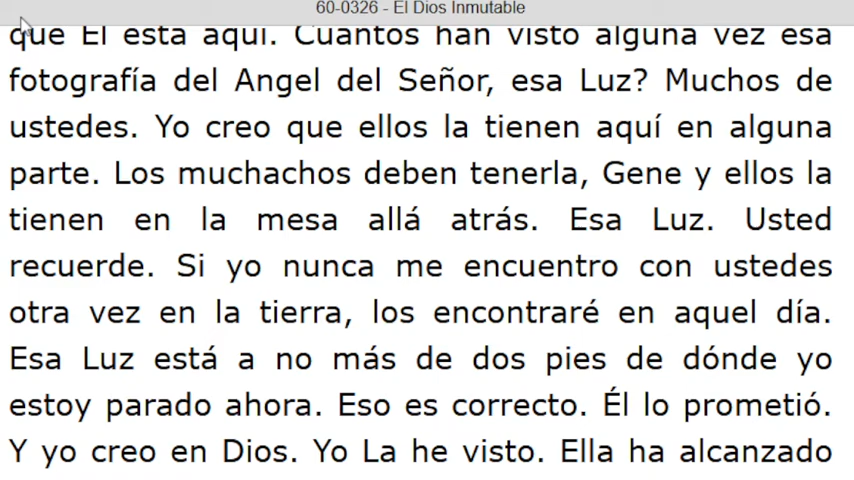 60-0326 - El Dios Inmutable
que Él está aquí. Cuántos han visto alguna vez esa
fotografía del Angel del Señor, esa Luz? Muchos de
ustedes. Yo creo que ellos la tienen aquí en alguna
parte. Los muchachos deben tenerla, Gene y ellos la
tienen en la mesa allá atrás. Esa Luz. Usted
recuerde. Si yo nunca me encuentro con ustedes
otra vez en la tierra, los encontraré en aquel día.
Esa Luz está a no más de dos pies de dónde yo
estoy parado ahora. Eso es correcto. Él lo prometió.
Y yo creo en Dios. Yo La he visto. Ella ha alcanzado